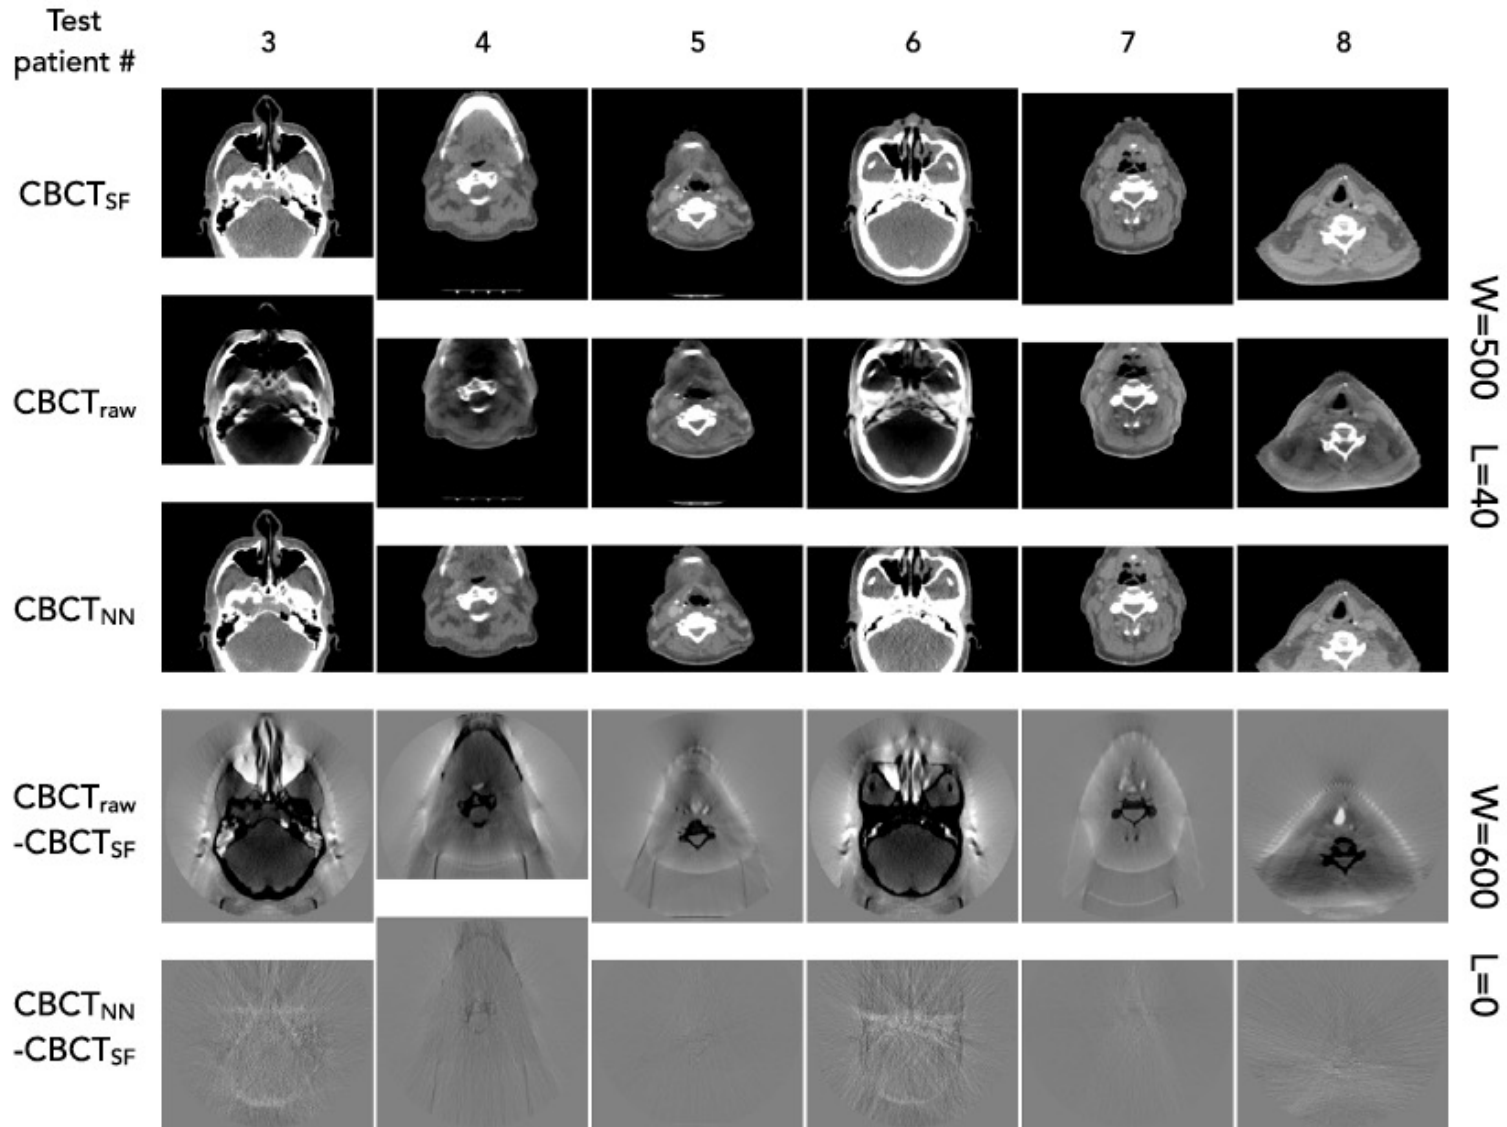 Test
patient #
3
4
5
6
7
8
CBCTSF
CBCTraw
CBCTNN
W=500 L=40
CBCTraw
-CBCTSF
CBCTNN
-CBCTSF
W=600 L=0